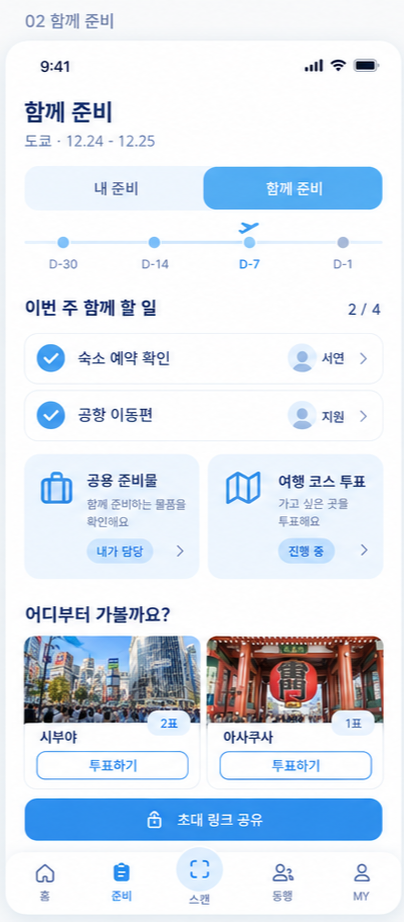 02 함께 준비
9:41
함께 준비
도쿄 · 12.24 - 12.25
내 준비
함께 준비
D-30
D-14
D-7
D-1
이번 주 함께 할 일
2 / 4
숙소 예약 확인
서연
공항 이동편
지원
공용 준비물
함께 준비하는 물품을
확인해요
내가 담당
여행 코스 투표
가고 싶은 곳을
투표해요
진행 중
어디부터 가볼까요?
2표
시부야
투표하기
1표
아사쿠사
투표하기
초대 링크 공유
홈
준비
스캔
동행
MY